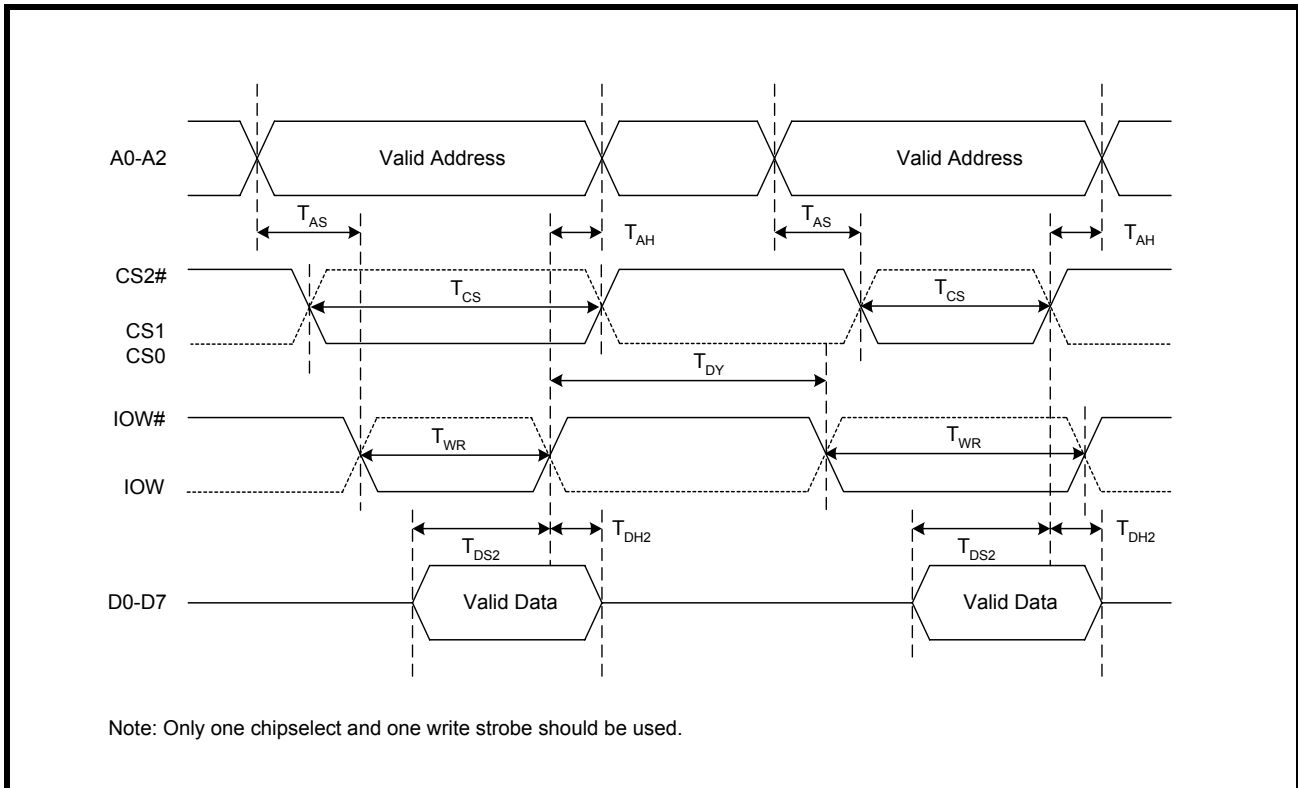 A0-A2
Valid Address
Valid Address
TAS
TAH
TAS
TAH
CS2#
TCS
TCS
CS1
CS0
TDY
IOW#
TWR
TWR
IOW
TDS2
TDH2
TDS2
TDH2
D0-D7
Valid Data
Valid Data
Note: Only one chipselect and one write strobe should be used.